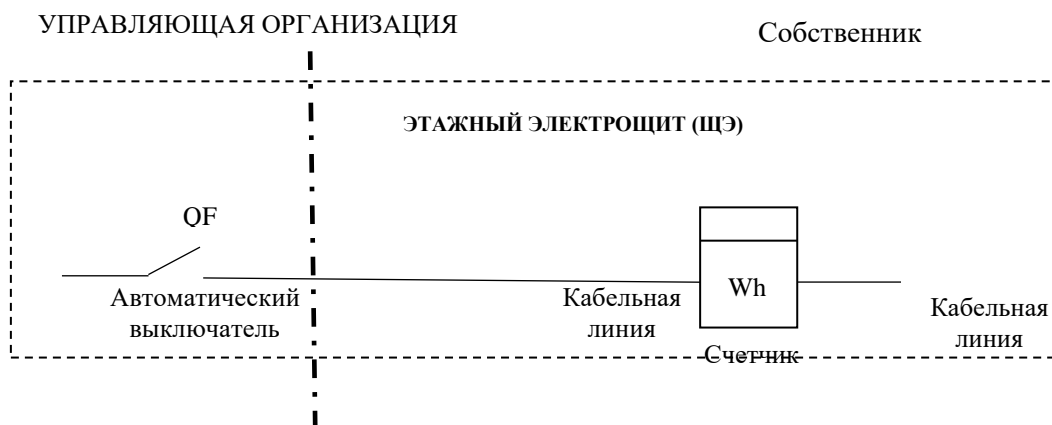 УПРАВЛЯЮЩАЯ ОРГАНИЗАЦИЯ
Собственник
ЭТАЖНЫЙ ЭЛЕКТРОЩИТ (ЩЭ)
QF
Автоматический
выключатель
Кабельная
линия
Wh
Счетчик
Кабельная
линия